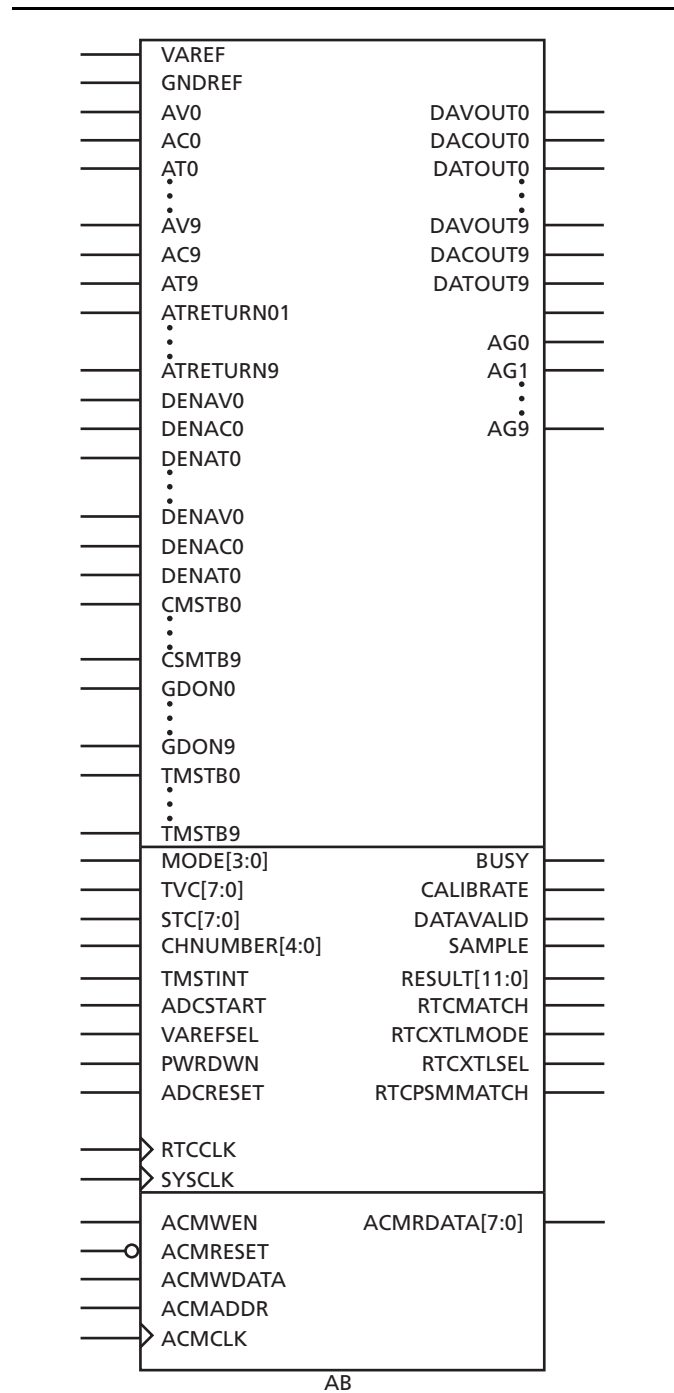 VAREF
GNDREF
AV0 DAVOUT0
AC0 DACOUT0
AT0 DATOUT0
AV9 DAVOUT9
AC9 DACOUT9
AT9 DATOUT9
ATRETURN01
AG0
ATRETURN9 AG1
DENAV0
DENAC0 AG9
DENAT0
DENAV0
DENAC0
DENAT0
CMSTB0
CSMTB9
GDON0
GDON9
TMSTB0
TMSTB9
MODE[3:0] BUSY
TVC[7:0] CALIBRATE
STC[7:0] DATAVALID
CHNUMBER[4:0] SAMPLE
TMSTINT RESULT[11:0]
ADCSTART RTCMATCH
VAREFSEL RTCXTLMODE
PWRDWN RTCXTLSEL
ADCRESET RTCPSMMATCH
RTCCLK
SYSCLK
ACMWEN ACMRDATA[7:0]
ACMRESET
ACMWDATA
ACMADDR
ACMCLK
AB